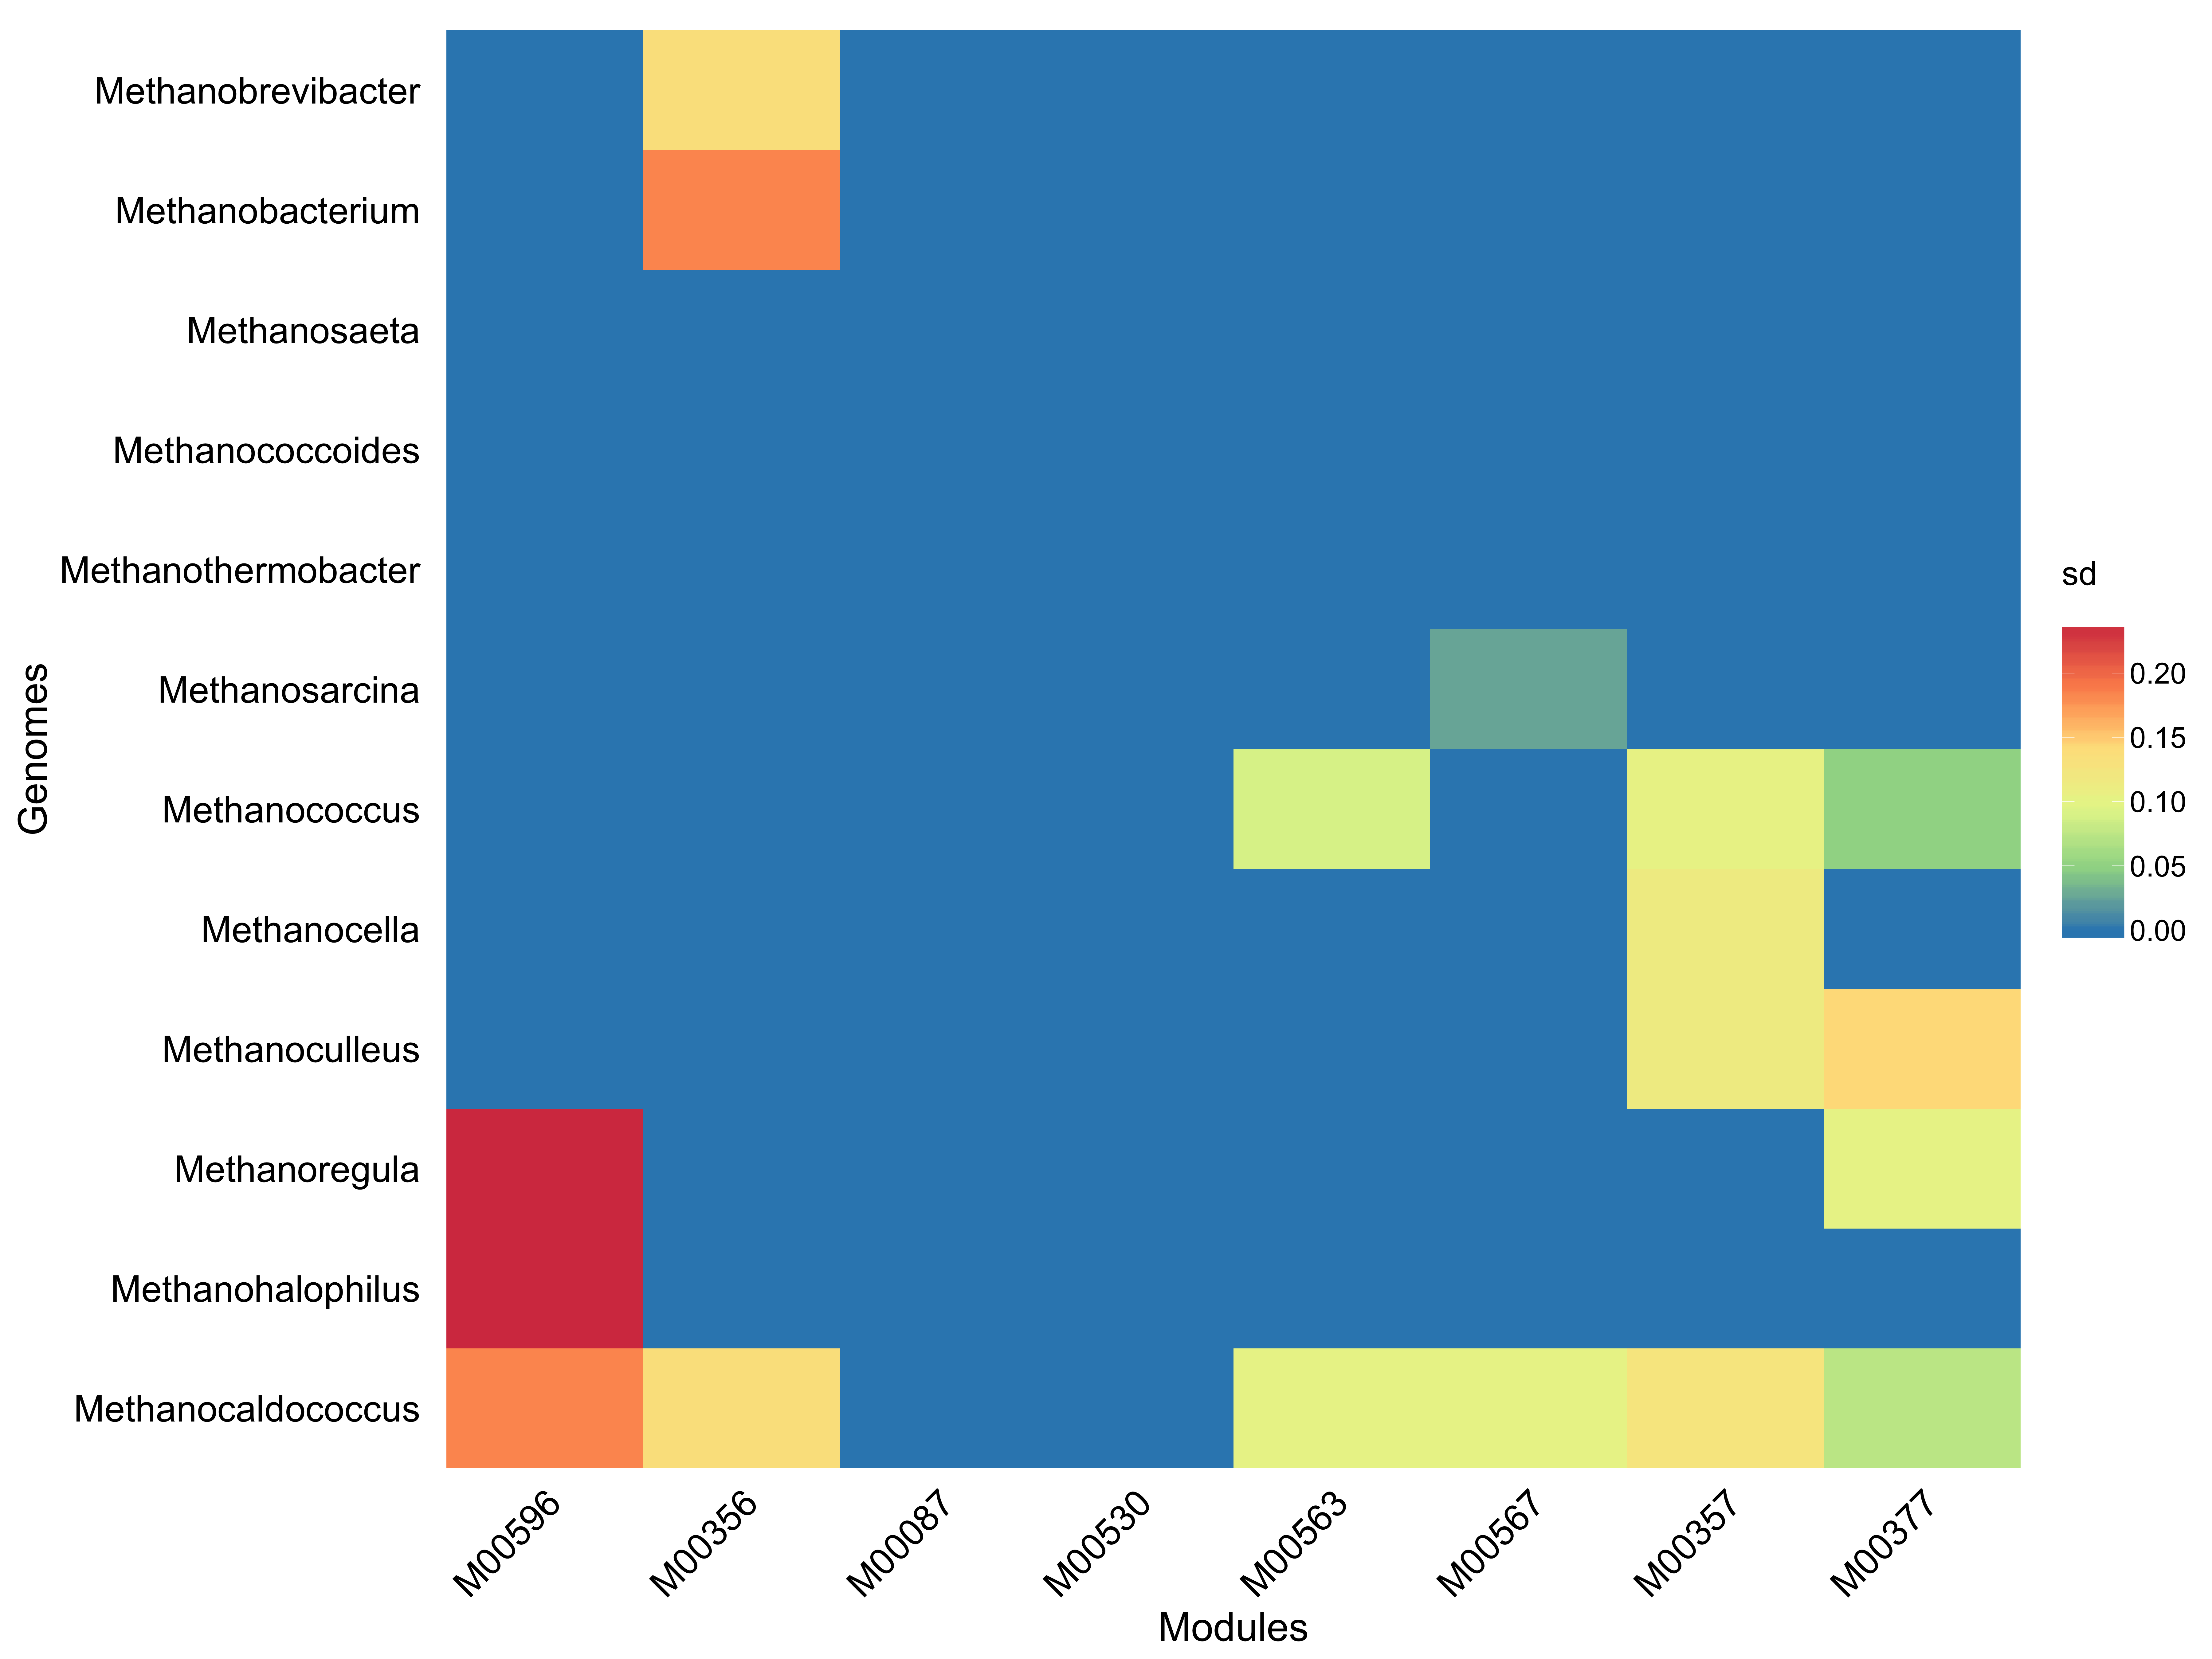 Genomes
Methanobrevibacter
Methanobacterium
Methanosaeta
Methanococcoides
Methanothermobacter
Methanosarcina
Methanococcus
Methanocella
Methanoculleus
Methanoregula
Methanohalophilus
Methanocaldococcus
M00596
M00356
M00087
M00530
M00563
M00567
M00357
M00377
Modules
sd
0.20
0.15
0.10
0.05
0.00